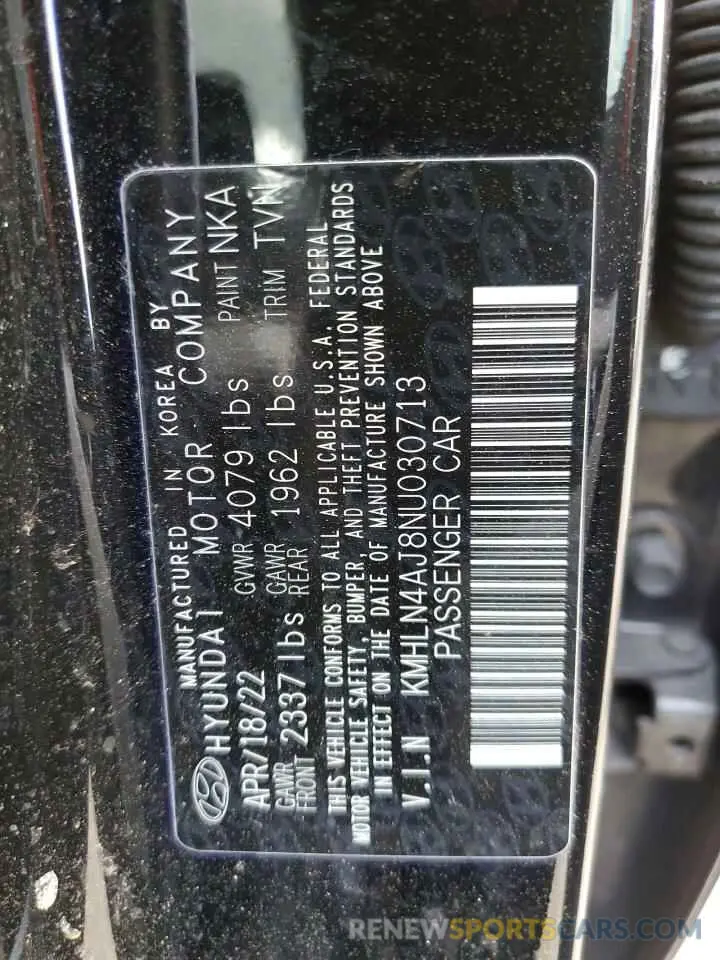 MANUFACTURED IN KOREA BY
HYUNDAI MOTOR COMPANY
APR/18/22 GVWR 4079 lbs PAINT NKA
GAWR FRONT 2337 lbs GAWR REAR 1962 lbs TRIM TVN
THIS VEHICLE CONFORMS TO ALL APPLICABLE U.S.A. FEDERAL
MOTOR VEHICLE SAFETY, BUMPER, AND THEFT PREVENTION STANDARDS
IN EFFECT ON THE DATE OF MANUFACTURE SHOWN ABOVE
V.I.N KMHLN4AJ8NU030713
PASSENGER CAR
RENEWSPORTSCARS.COM